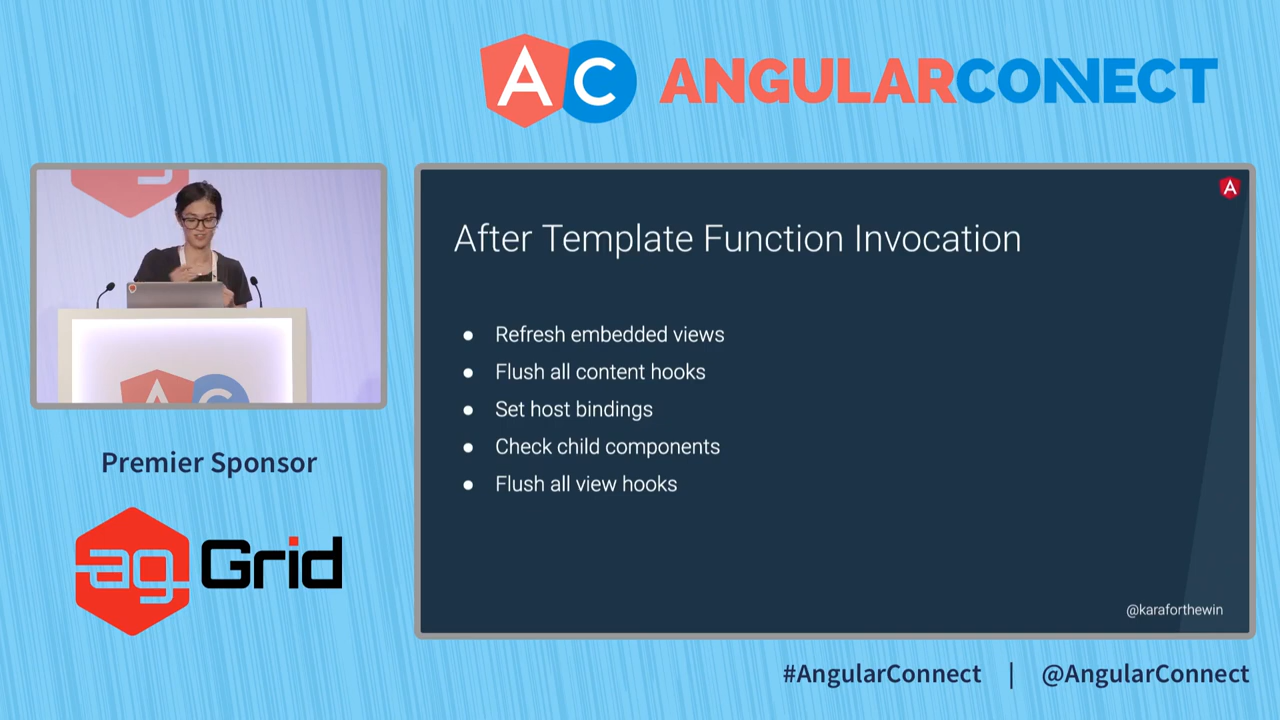 AC ANGULARCONNECT
A
After Template Function Invocation
● Refresh embedded views
● Flush all content hooks
● Set host bindings
● Check child components
● Flush all view hooks
@karaforthewin
Premier Sponsor
ag Grid
#AngularConnect | @AngularConnect